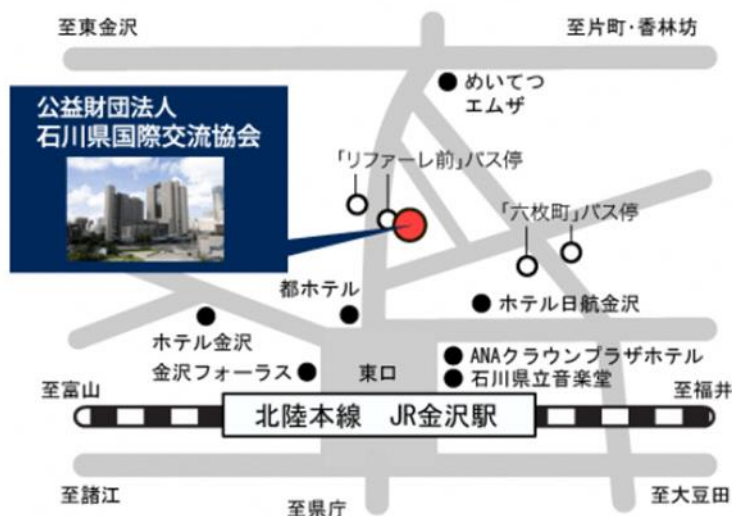 至東金沢
至片町・香林坊
めいてつ
エムザ
公益財団法人
石川県国際交流協会
「リファーレ前」バス停
「六枚町」バス停
都ホテル
ホテル日航金沢
ホテル金沢
ANAクラウンプラザホテル
金沢フォーラス
東口
石川県立音楽堂
至富山
至福井
北陸本線 JR金沢駅
至諸江
至県庁
至大豆田